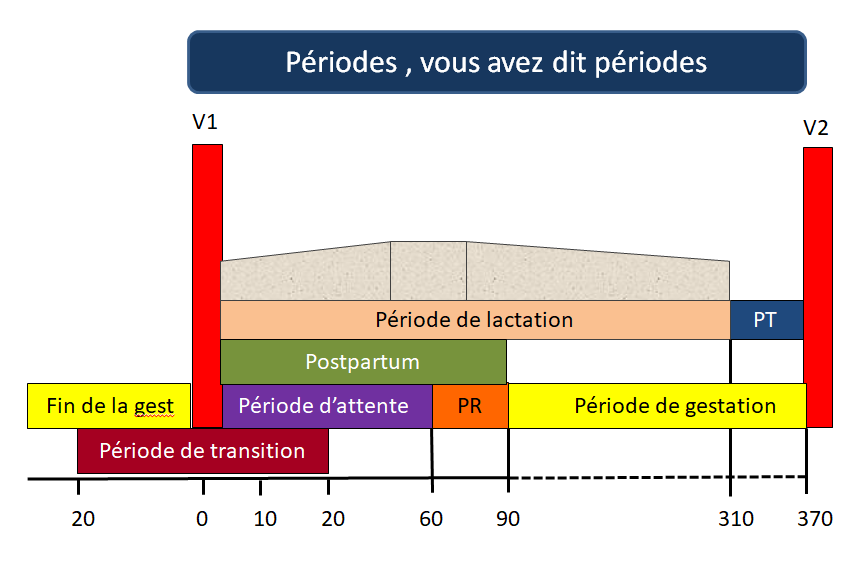 Périodes , vous avez dit périodes
V1
V2
Période de lactation
PT
Postpartum
Fin de la gest
Période d'attente
PR
Période de gestation
Période de transition
20
0
10
20
60
90
310
370